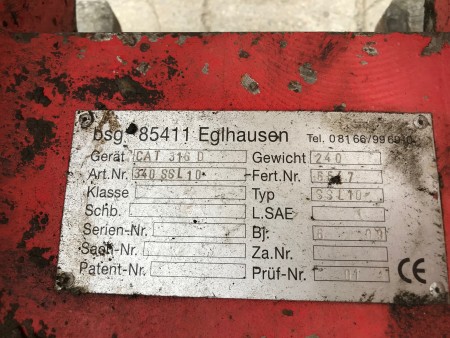 bsg 85411 Eglhausen Tel. 08166/996
Gerät CAT 316 D Gewicht 240
Art.Nr. 340 SSL10 Fert.Nr.
Klasse Typ SSL10
Schb. L.SAE
Serien-Nr. Bj.
Sach-Nr. Za.Nr.
Patent-Nr. Prüf-Nr. 01 CE